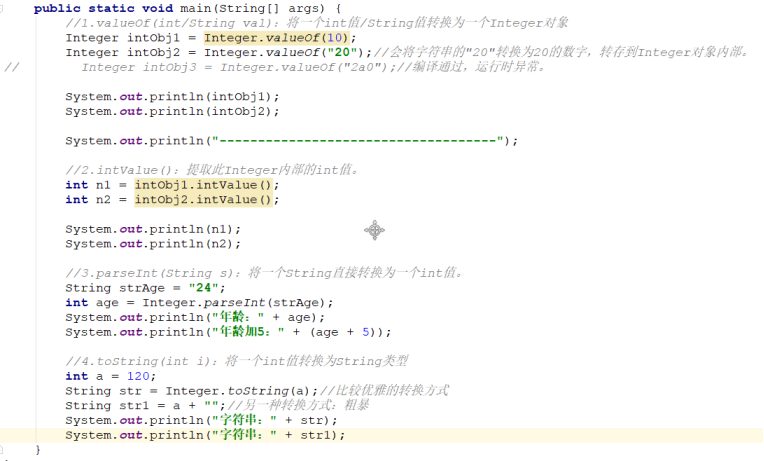 public static void main(String[] args) {
//1.valueOf(int/String val)：将一个int值/String值转换为一个Integer对象
Integer intObj1 = Integer.valueOf(10);
Integer intObj2 = Integer.valueOf("20");//会将字符串的"20"转换为20的数字，转存到Integer对象内部。
// Integer intObj3 = Integer.valueOf("2a0");//编译通过，运行时异常。
System.out.println(intObj1);
System.out.println(intObj2);
System.out.println("------------------------------------");
//2.intValue()：提取此Integer内部的int值。
int n1 = intObj1.intValue();
int n2 = intObj2.intValue();
System.out.println(n1);
System.out.println(n2);
//3.parseInt(String s)：将一个String直接转换为一个int值。
String strAge = "24";
int age = Integer.parseInt(strAge);
System.out.println("年龄：" + age);
System.out.println("年龄加5：" + (age + 5));
//4.toString(int i)：将一个int值转换为String类型
int a = 120;
String str = Integer.toString(a);//比较优雅的转换方式
String str1 = a + "";//另一种转换方式：粗暴
System.out.println("字符串：" + str);
System.out.println("字符串：" + str1);
}